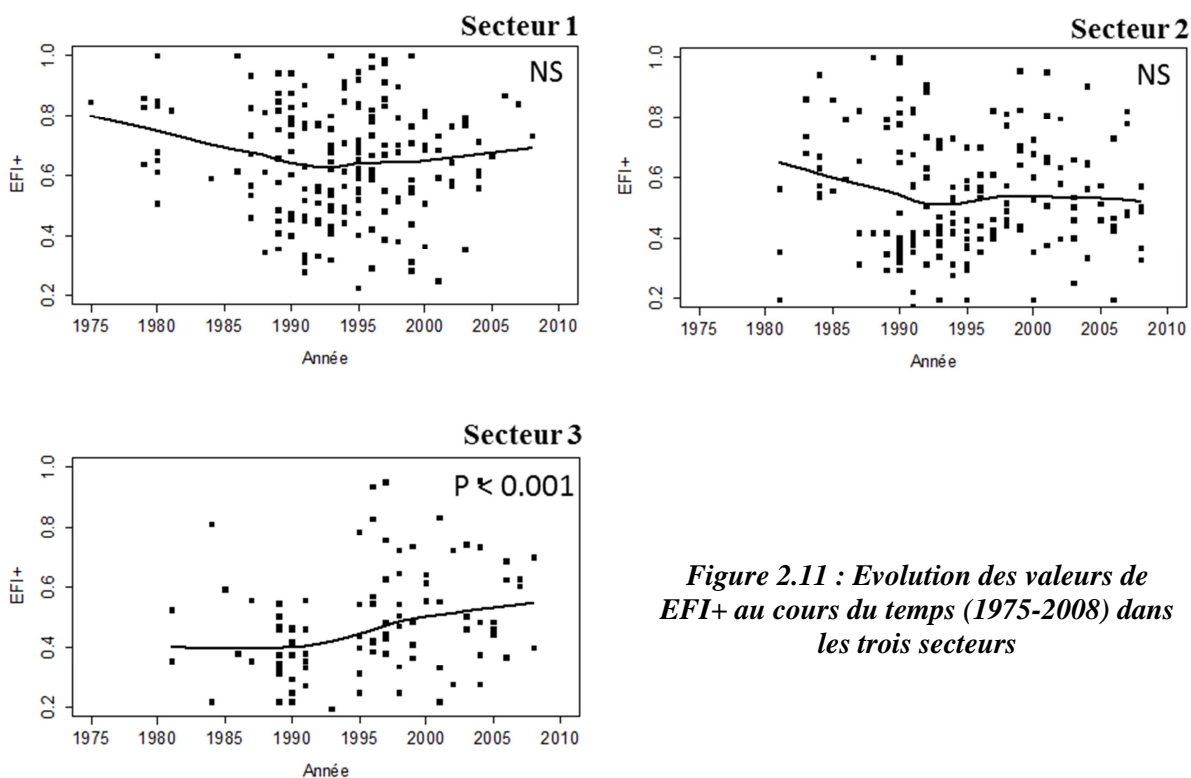 Secteur 1
NS
EFI+
1.0
0.8
0.6
0.4
0.2
1975 1980 1985 1990 1995 2000 2005 2010
Année
Secteur 2
NS
EFI+
1.0
0.8
0.6
0.4
0.2
1975 1980 1985 1990 1995 2000 2005 2010
Année
Secteur 3
P < 0.001
EFI+
1.0
0.8
0.6
0.4
0.2
1975 1980 1985 1990 1995 2000 2005 2010
Année
Figure 2.11 : Evolution des valeurs de
EFI+ au cours du temps (1975-2008) dans
les trois secteurs